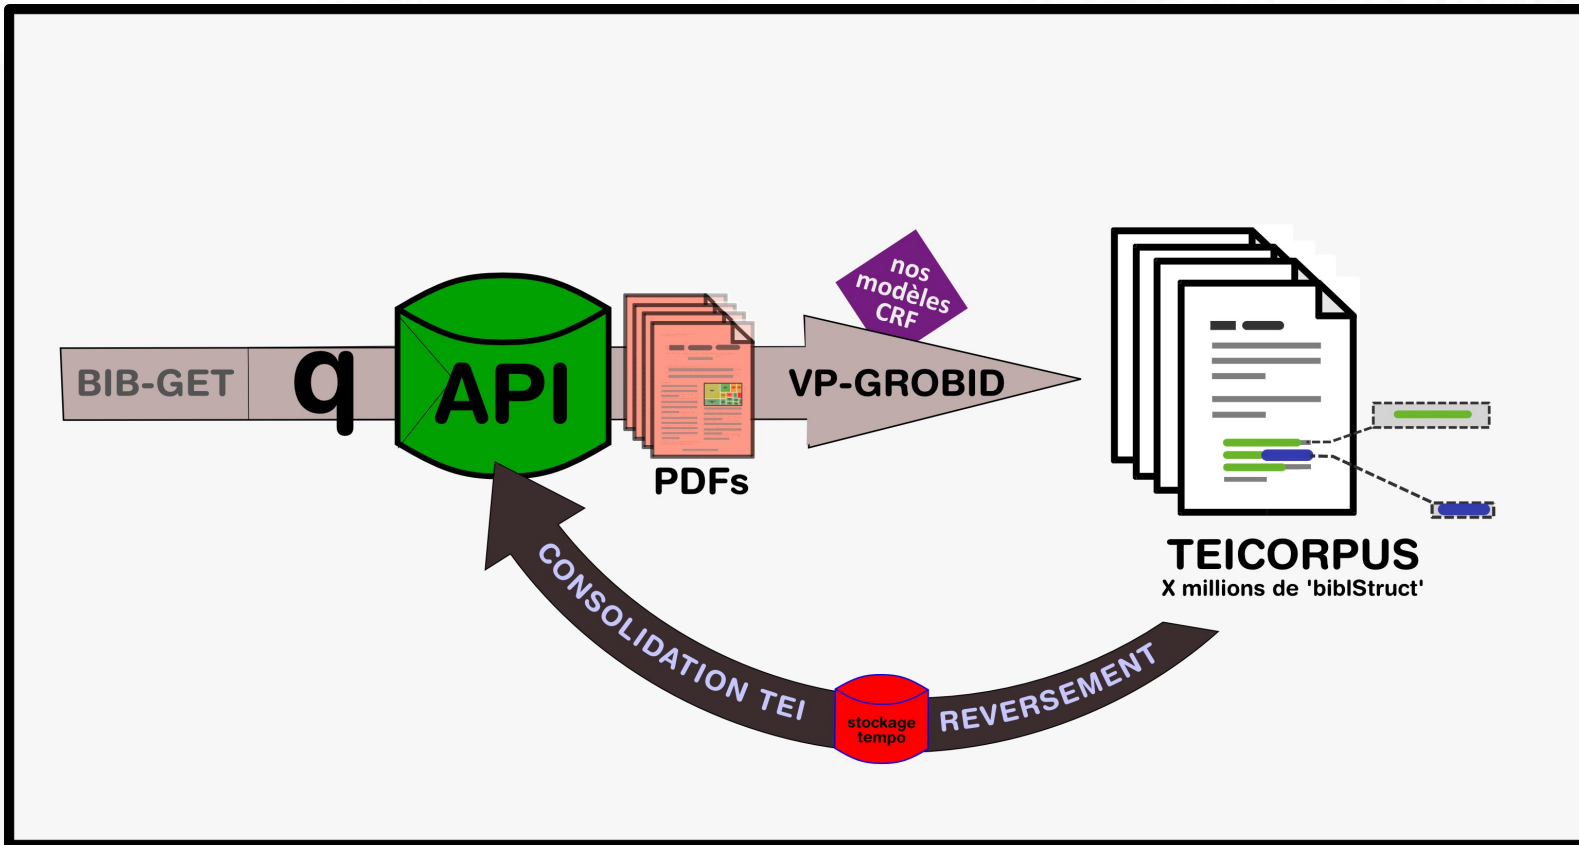 nos
modèles
CRF
BIB-GET
q
API
VP-GROBID
PDFs
TEICORPUS
X millions de 'biblStruct'
CONSOLIDATION TEI
stockage
tempo
REVERSEMENT